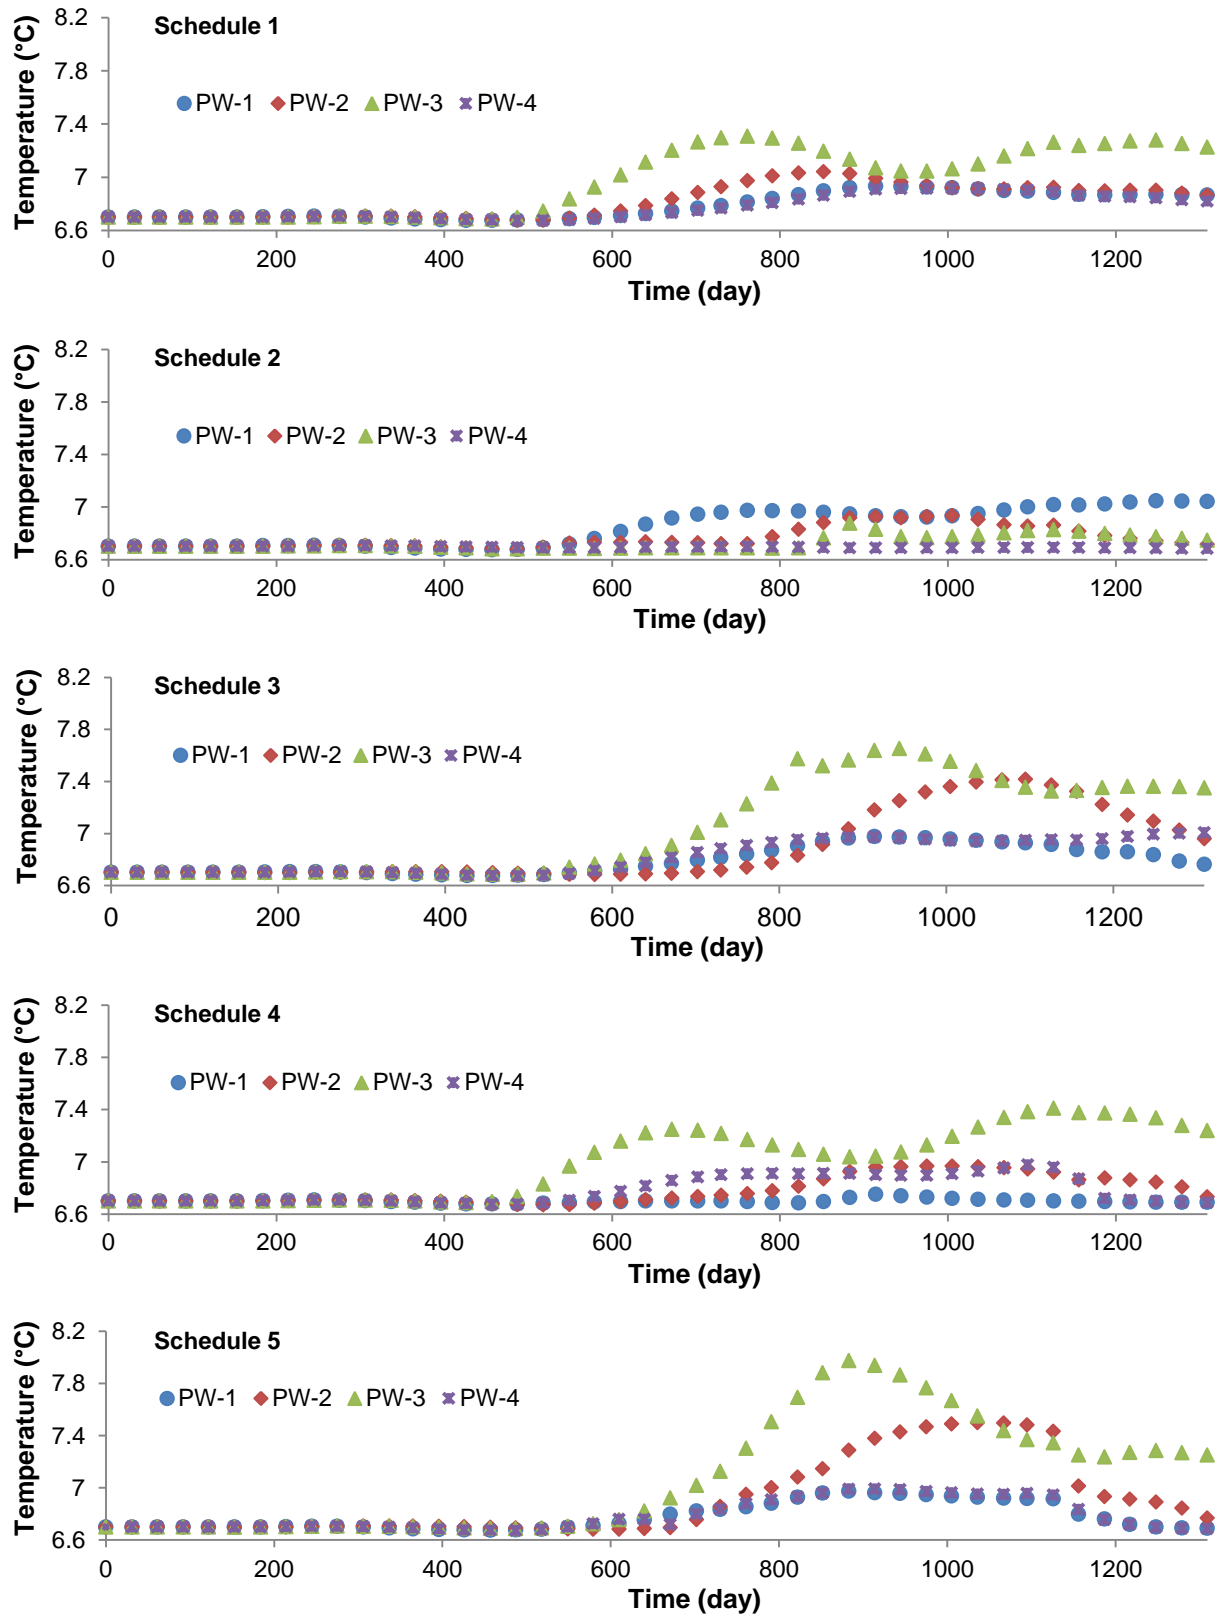 Schedule 1
Temperature (°C)
8.2
7.8
7.4
7
6.6
PW-1 PW-2 PW-3 PW-4
0 200 400 600 800 1000 1200
Time (day)
Schedule 2
Temperature (°C)
8.2
7.8
7.4
7
6.6
PW-1 PW-2 PW-3 PW-4
0 200 400 600 800 1000 1200
Time (day)
Schedule 3
Temperature (°C)
8.2
7.8
7.4
7
6.6
PW-1 PW-2 PW-3 PW-4
0 200 400 600 800 1000 1200
Time (day)
Schedule 4
Temperature (°C)
8.2
7.8
7.4
7
6.6
PW-1 PW-2 PW-3 PW-4
0 200 400 600 800 1000 1200
Time (day)
Schedule 5
Temperature (°C)
8.2
7.8
7.4
7
6.6
PW-1 PW-2 PW-3 PW-4
0 200 400 600 800 1000 1200
Time (day)